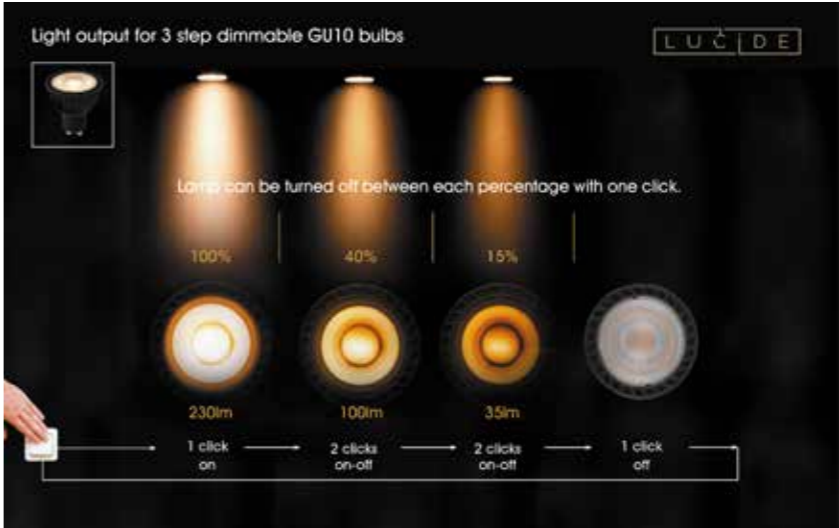 Light output for 3 step dimmable GU10 bulbs
LUCIDE
Lamp can be turned off between each percentage with one click.
100%
40%
15%
230lm
100lm
35lm
1 click
on
2 clicks
on-off
2 clicks
on-off
1 click
off